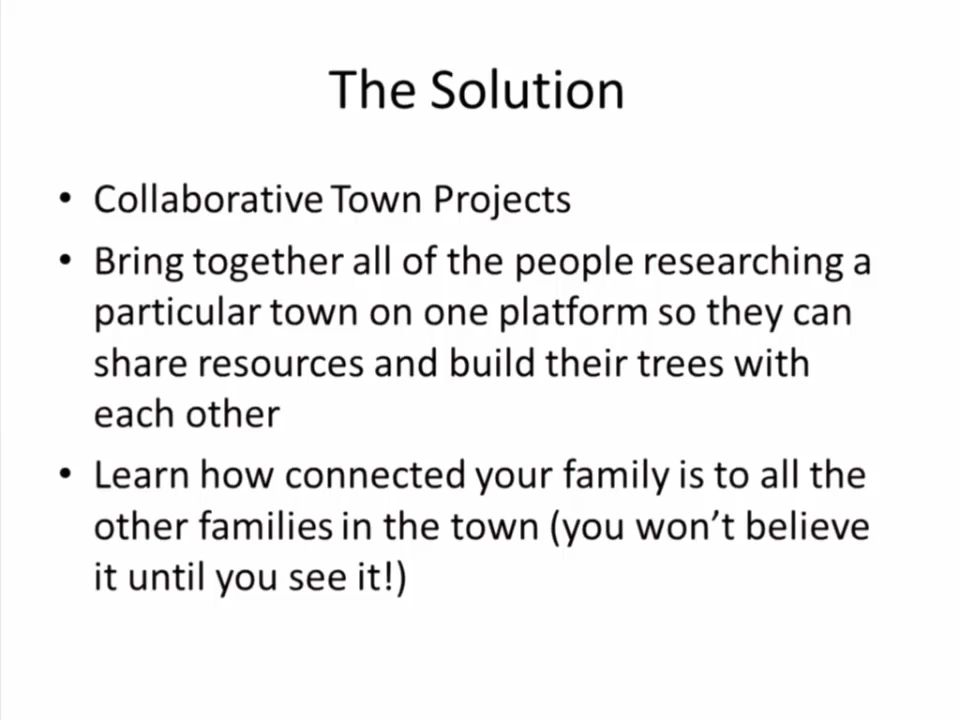 The Solution
• Collaborative Town Projects
• Bring together all of the people researching a
particular town on one platform so they can
share resources and build their trees with
each other
• Learn how connected your family is to all the
other families in the town (you won’t believe
it until you see it!)